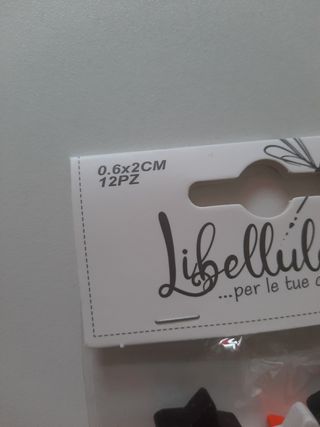 0.6x2CM
12PZ
Libellul
...per le tue